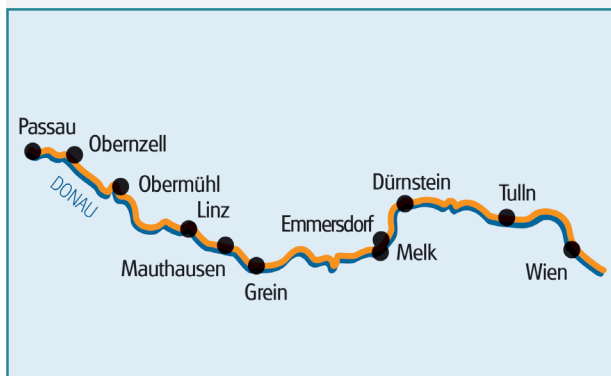 Passau
Obernzell
DONAU
Obermühl
Linz
Mauthausen
Grein
Emmersdorf
Melk
Dürnstein
Tulln
Wien